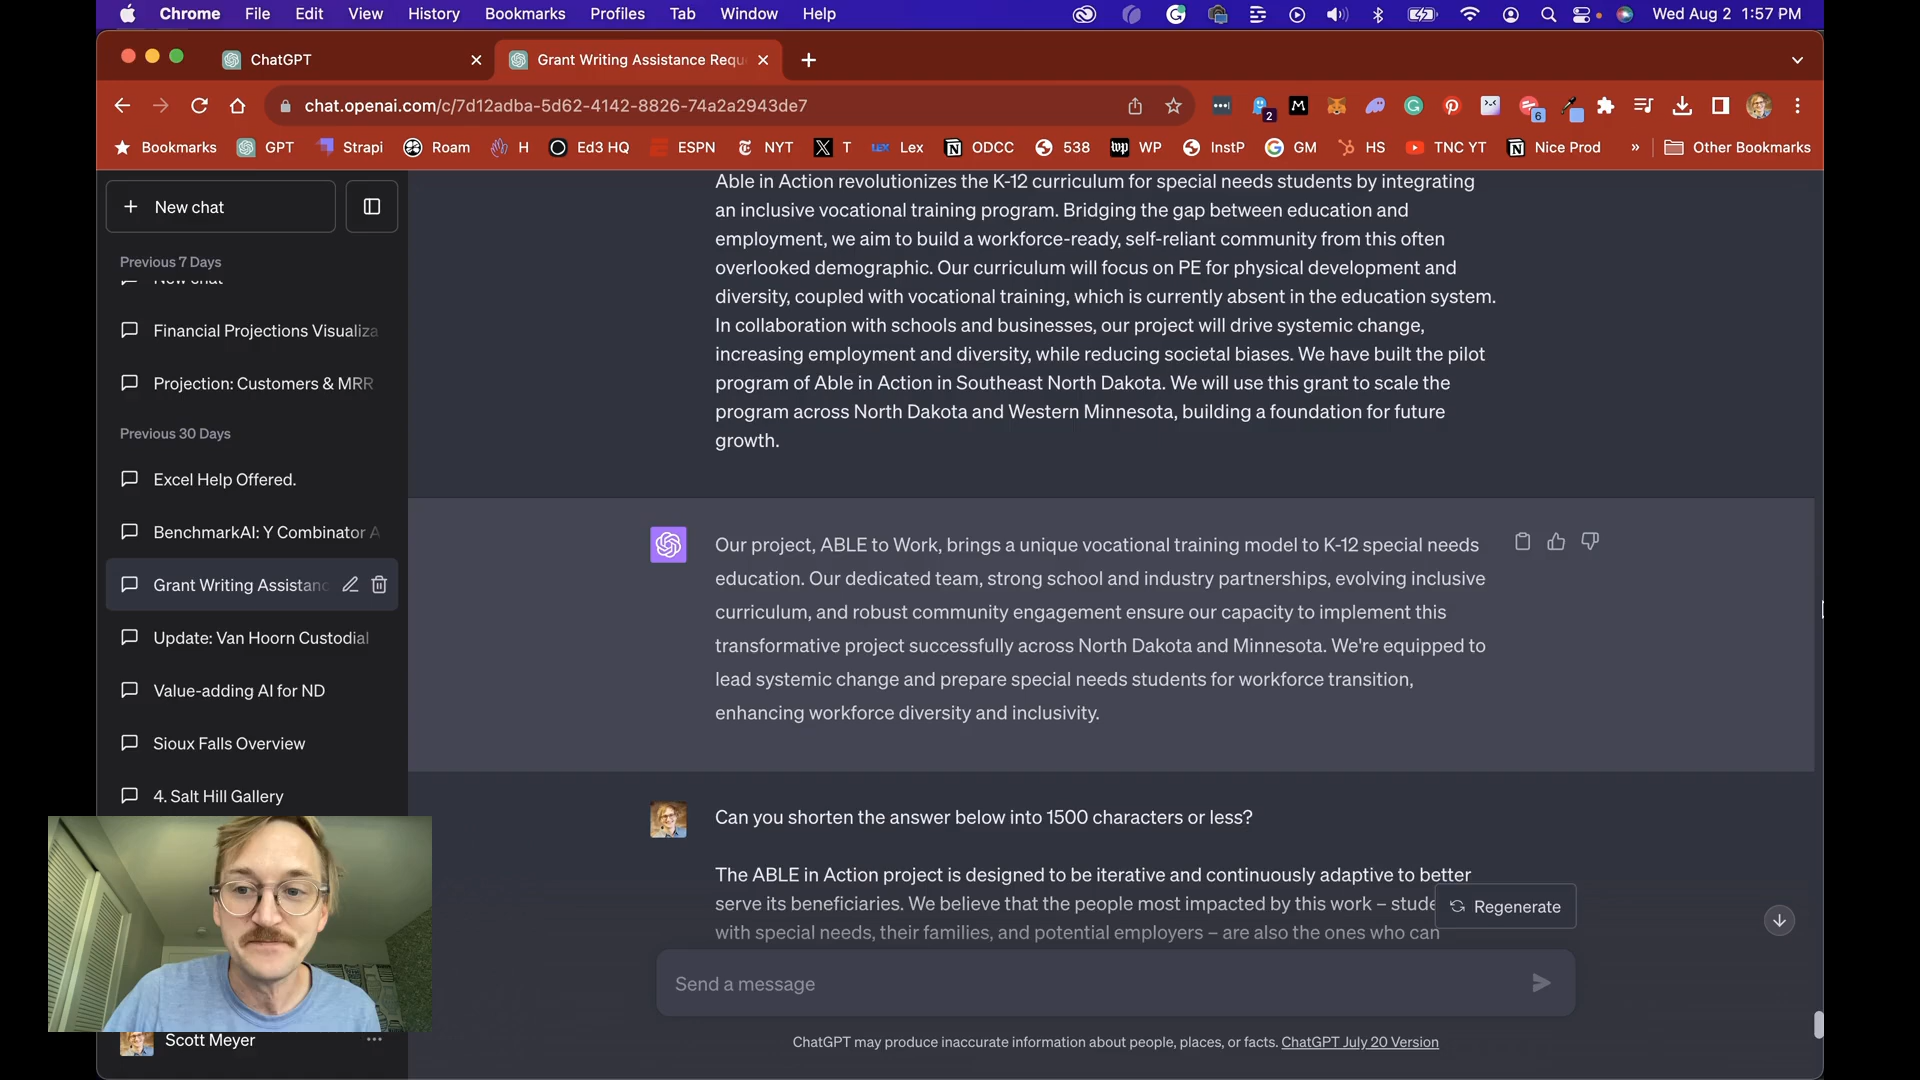 Chrome File Edit View History Bookmarks Profiles Tab Window Help Wed Aug 2 1:57 PM
ChatGPT
Grant Writing Assistance Requ
chat.openai.com/c/7d12adba-5d62-4142-8826-74a2a2943de7
2
6
Bookmarks GPT Strapi Roam H Ed3 HQ ESPN NYT T Lex ODCC 538 WP InstP GM HS TNC YT Nice Prod » Other Bookmarks
New chat
Previous 7 Days
New chat
Financial Projections Visualiza
Projection: Customers & MRR
Previous 30 Days
Excel Help Offered.
BenchmarkAI: Y Combinator A
Grant Writing Assistanc
Update: Van Hoorn Custodial
Value-adding AI for ND
Sioux Falls Overview
4. Salt Hill Gallery
Scott Meyer
Able in Action revolutionizes the K-12 curriculum for special needs students by integrating
an inclusive vocational training program. Bridging the gap between education and
employment, we aim to build a workforce-ready, self-reliant community from this often
overlooked demographic. Our curriculum will focus on PE for physical development and
diversity, coupled with vocational training, which is currently absent in the education system.
In collaboration with schools and businesses, our project will drive systemic change,
increasing employment and diversity, while reducing societal biases. We have built the pilot
program of Able in Action in Southeast North Dakota. We will use this grant to scale the
program across North Dakota and Western Minnesota, building a foundation for future
growth.
Our project, ABLE to Work, brings a unique vocational training model to K-12 special needs
education. Our dedicated team, strong school and industry partnerships, evolving inclusive
curriculum, and robust community engagement ensure our capacity to implement this
transformative project successfully across North Dakota and Minnesota. We're equipped to
lead systemic change and prepare special needs students for workforce transition,
enhancing workforce diversity and inclusivity.
Can you shorten the answer below into 1500 characters or less?
The ABLE in Action project is designed to be iterative and continuously adaptive to better
serve its beneficiaries. We believe that the people most impacted by this work – stude
with special needs, their families, and potential employers – are also the ones who can
Regenerate
Send a message
ChatGPT may produce inaccurate information about people, places, or facts. ChatGPT July 20 Version